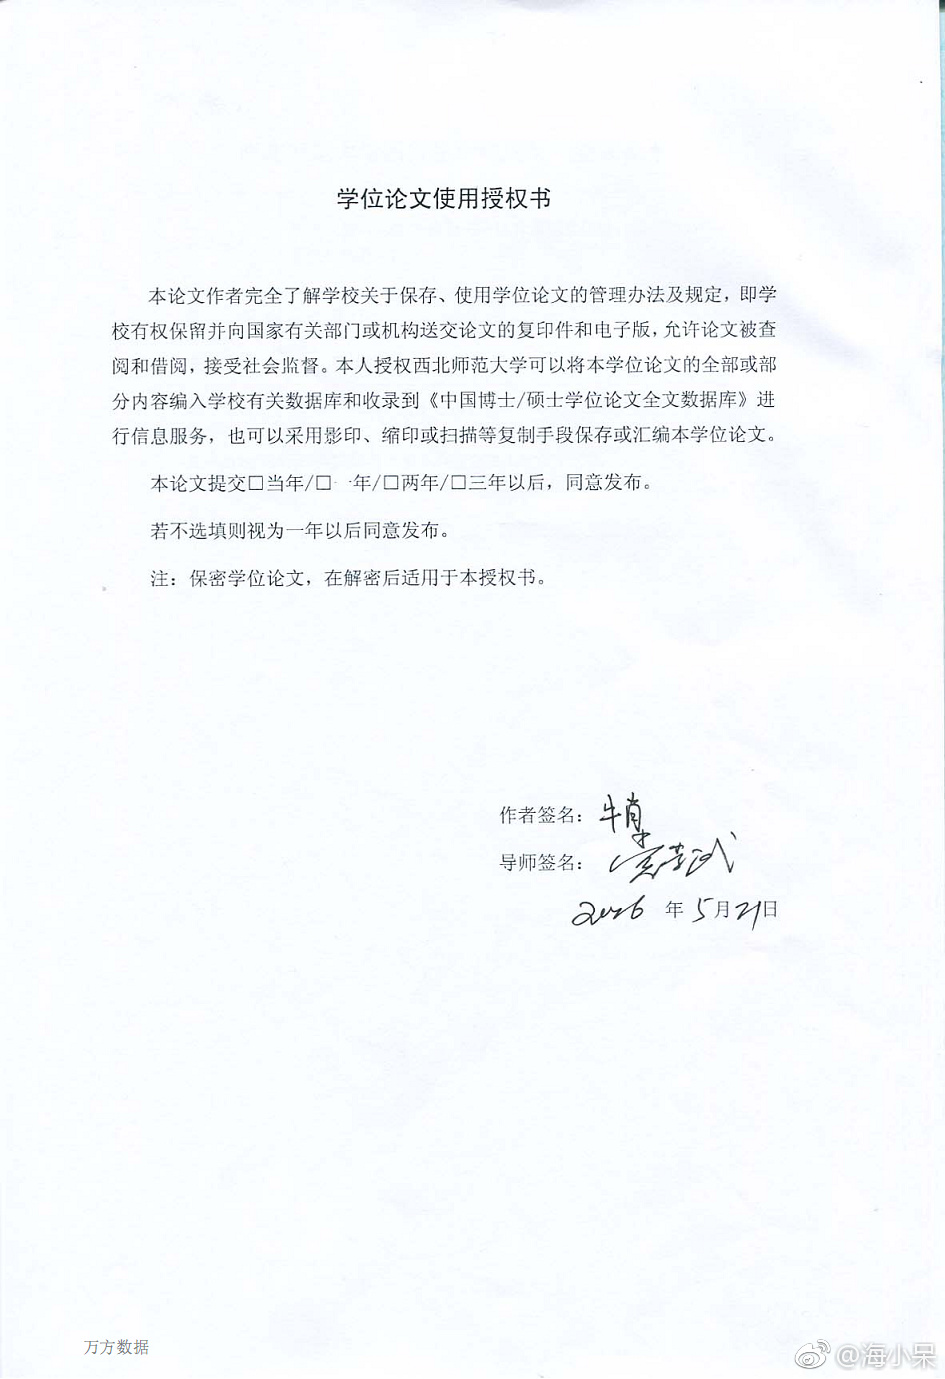 学位论文使用授权书
本论文作者完全了解学校关于保存、使用学位论文的管理办法及规定，即学
校有权保留并向国家有关部门或机构送交论文的复印件和电子版，允许论文被查
阅和借阅，接受社会监督。本人授权西北师范大学可以将本学位论文的全部或部
分内容编入学校有关数据库和收录到《中国博士/硕士学位论文全文数据库》进
行信息服务，也可以采用影印、缩印或扫描等复制手段保存或汇编本学位论文。
本论文提交□当年/□一年/□两年/□三年以后，同意发布。
若不选填则视为一年以后同意发布。
注：保密学位论文，在解密后适用于本授权书。
作者签名：牛肖
导师签名：
2016 年 5 月 21 日
万方数据
@海小呆